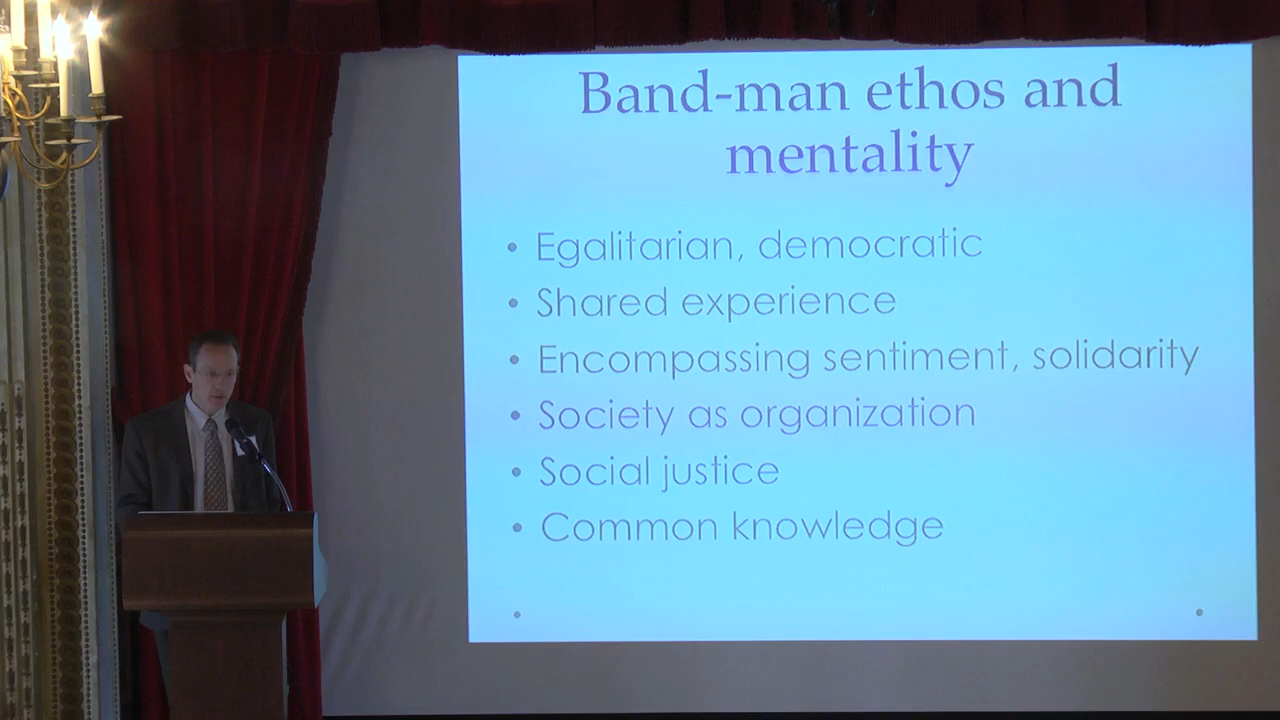 Band-man ethos and
mentality
• Egalitarian, democratic
• Shared experience
• Encompassing sentiment, solidarity
• Society as organization
• Social justice
• Common knowledge